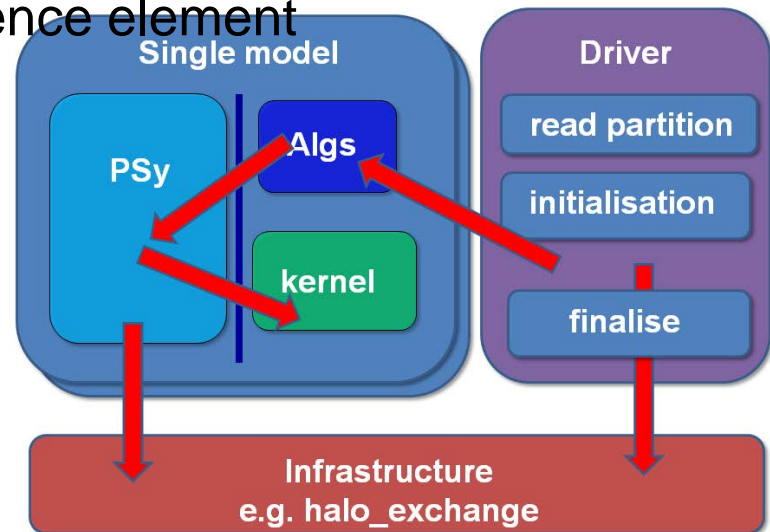 ence element
Single model
Driver
PSy
Algs
kernel
read partition
initialisation
finalise
Infrastructure
e.g. halo_exchange